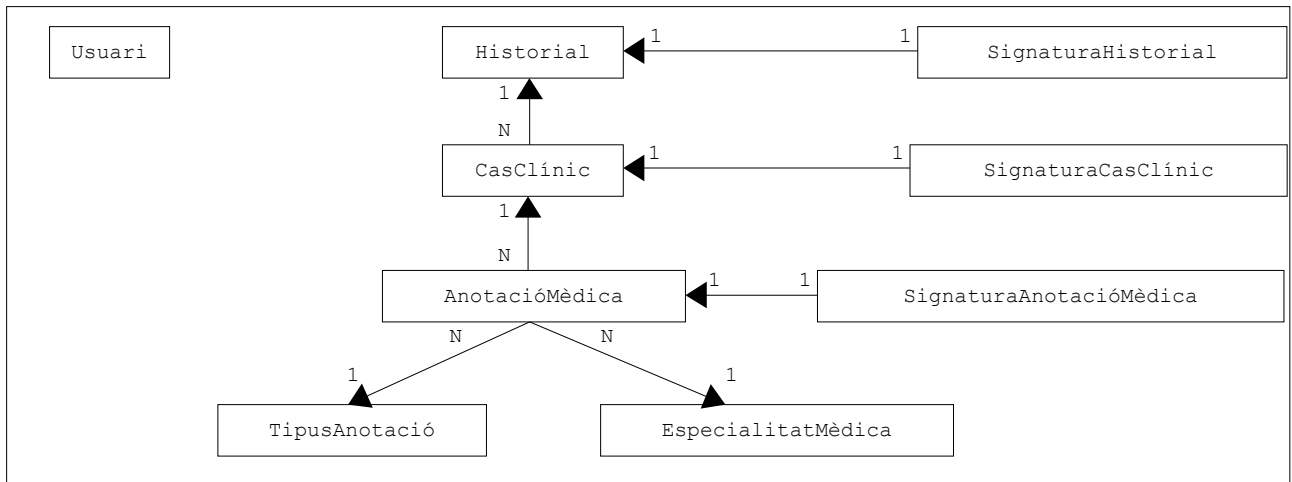 Usuari
Historial
1
1
SignaturaHistorial
1
N
CasClínic
1
1
SignaturaCasClínic
1
N
AnotacióMèdica
1
1
SignaturaAnotacióMèdica
N
N
1
1
TipusAnotació
EspecialitatMèdica